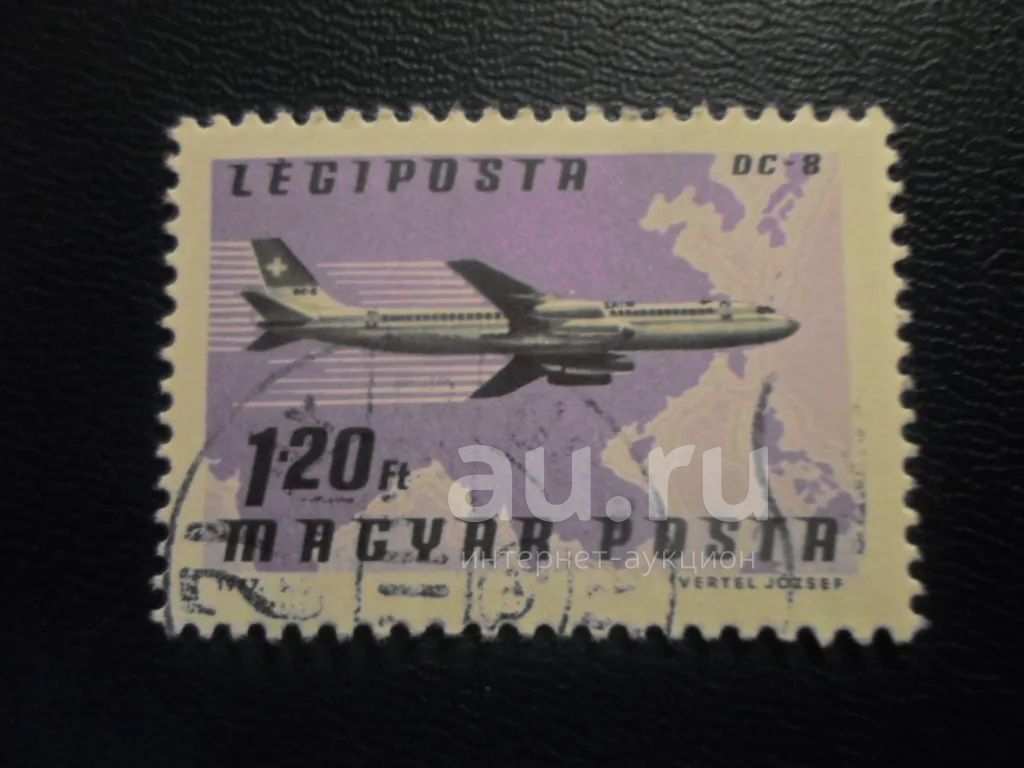 LÉGIPOSTA
DC-8
1·20 Ft
au.ru
MAGYAR POSTA
интернет-аукцион
VERTEL JÓZSEF